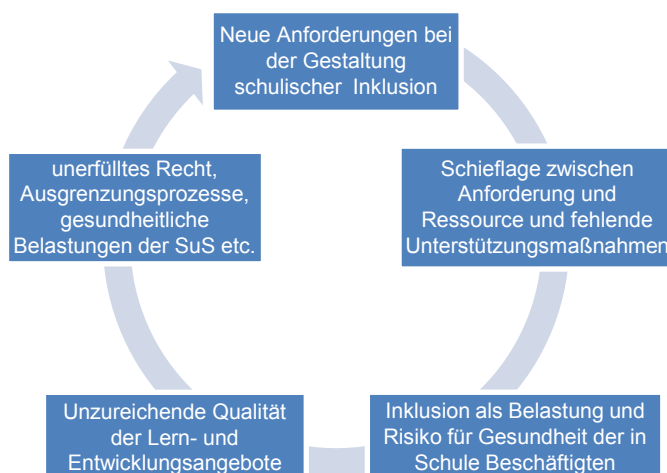 Neue Anforderungen bei
der Gestaltung
schulischer Inklusion
Schieflage zwischen
Anforderung und
Ressource und fehlende
Unterstützungsmaßnahmen
Inklusion als Belastung und
Risiko für Gesundheit der in
Schule Beschäftigten
Unzureichende Qualität
der Lern- und
Entwicklungsangebote
unerfülltes Recht,
Ausgrenzungsprozesse,
gesundheitliche
Belastungen der SuS etc.